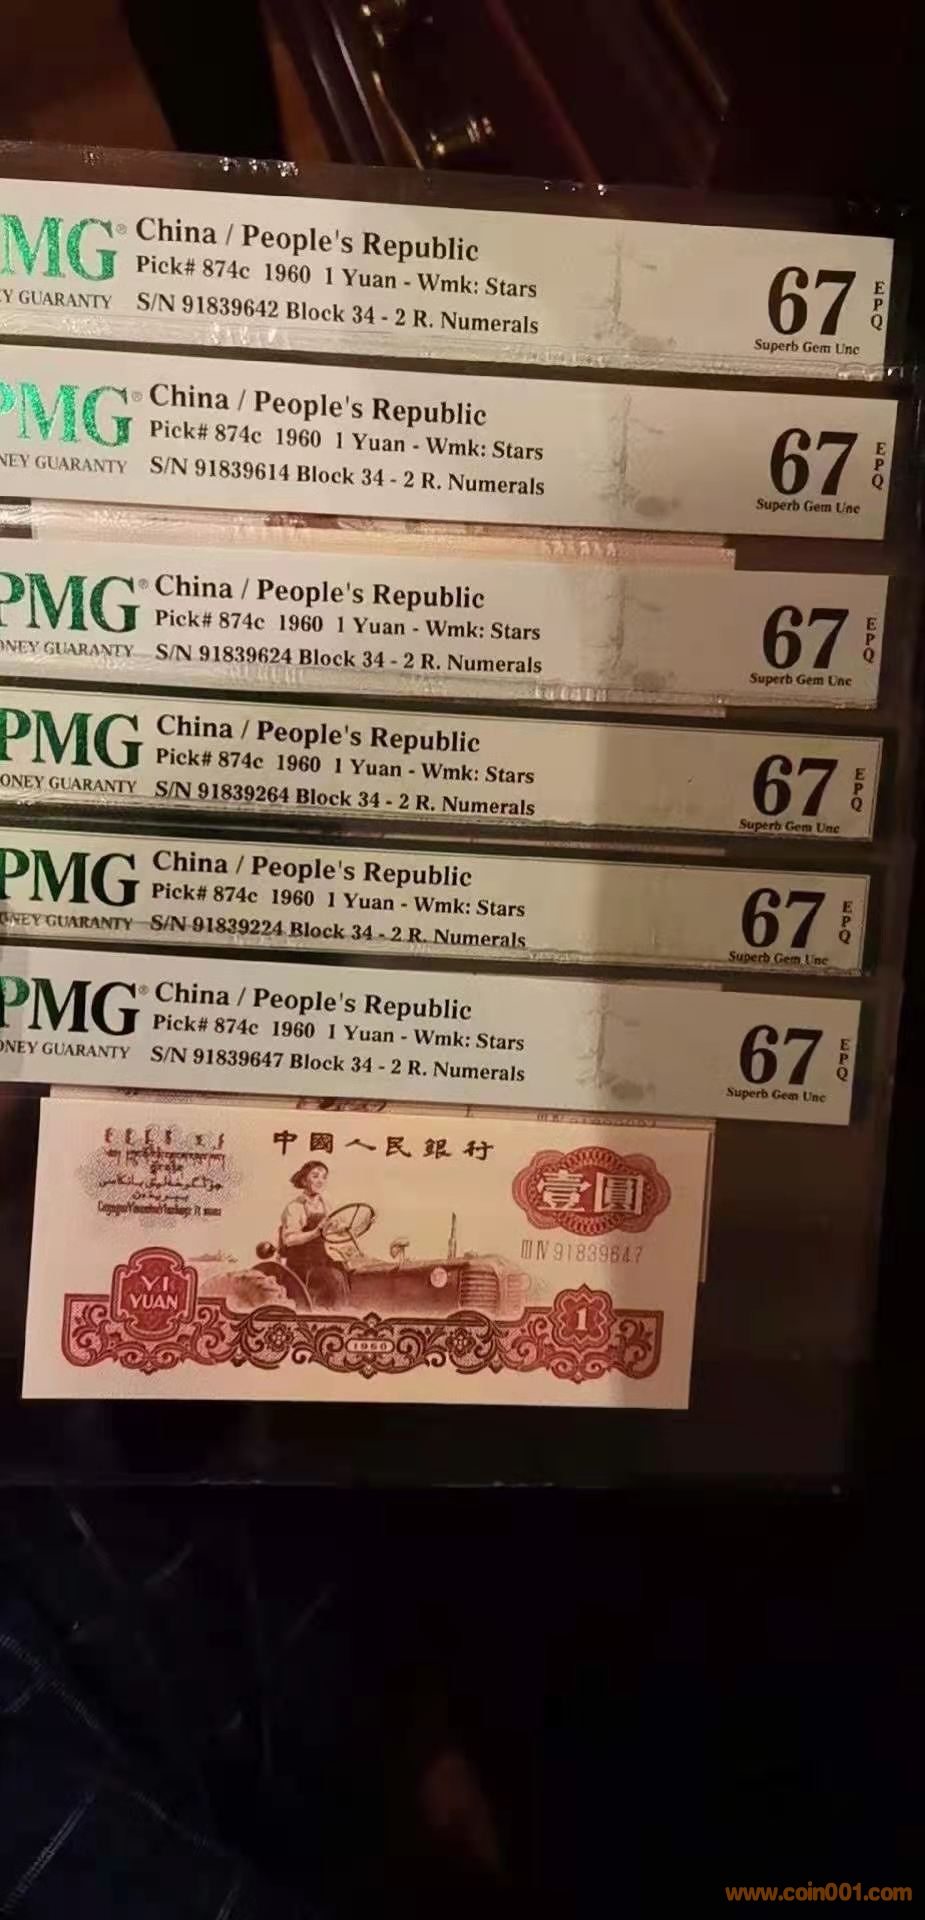 MG® China / People's Republic
Pick# 874c 1960 1 Yuan - Wmk: Stars
Y GUARANTY S/N 91839642 Block 34 - 2 R. Numerals
67 EPQ
Superb Gem Unc
PMG® China / People's Republic
Pick# 874c 1960 1 Yuan - Wmk: Stars
NEY GUARANTY S/N 91839614 Block 34 - 2 R. Numerals
67 EPQ
Superb Gem Unc
PMG® China / People's Republic
Pick# 874c 1960 1 Yuan - Wmk: Stars
ONEY GUARANTY S/N 91839624 Block 34 - 2 R. Numerals
67 EPQ
Superb Gem Unc
PMG China / People's Republic
Pick# 874c 1960 1 Yuan - Wmk: Stars
ONEY GUARANTY S/N 91839264 Block 34 - 2 R. Numerals
67 EPQ
Superb Gem Unc
PMG China / People's Republic
Pick# 874c 1960 1 Yuan - Wmk: Stars
ONEY GUARANTY S/N 91839224 Block 34 - 2 R. Numerals
67 EPQ
Superb Gem Unc
PMG® China / People's Republic
Pick# 874c 1960 1 Yuan - Wmk: Stars
ONEY GUARANTY S/N 91839647 Block 34 - 2 R. Numerals
67 EPQ
Superb Gem Unc
中國人民銀行
壹圓
III IV 91839647
YI
YUAN
1960
1
www.coin001.com